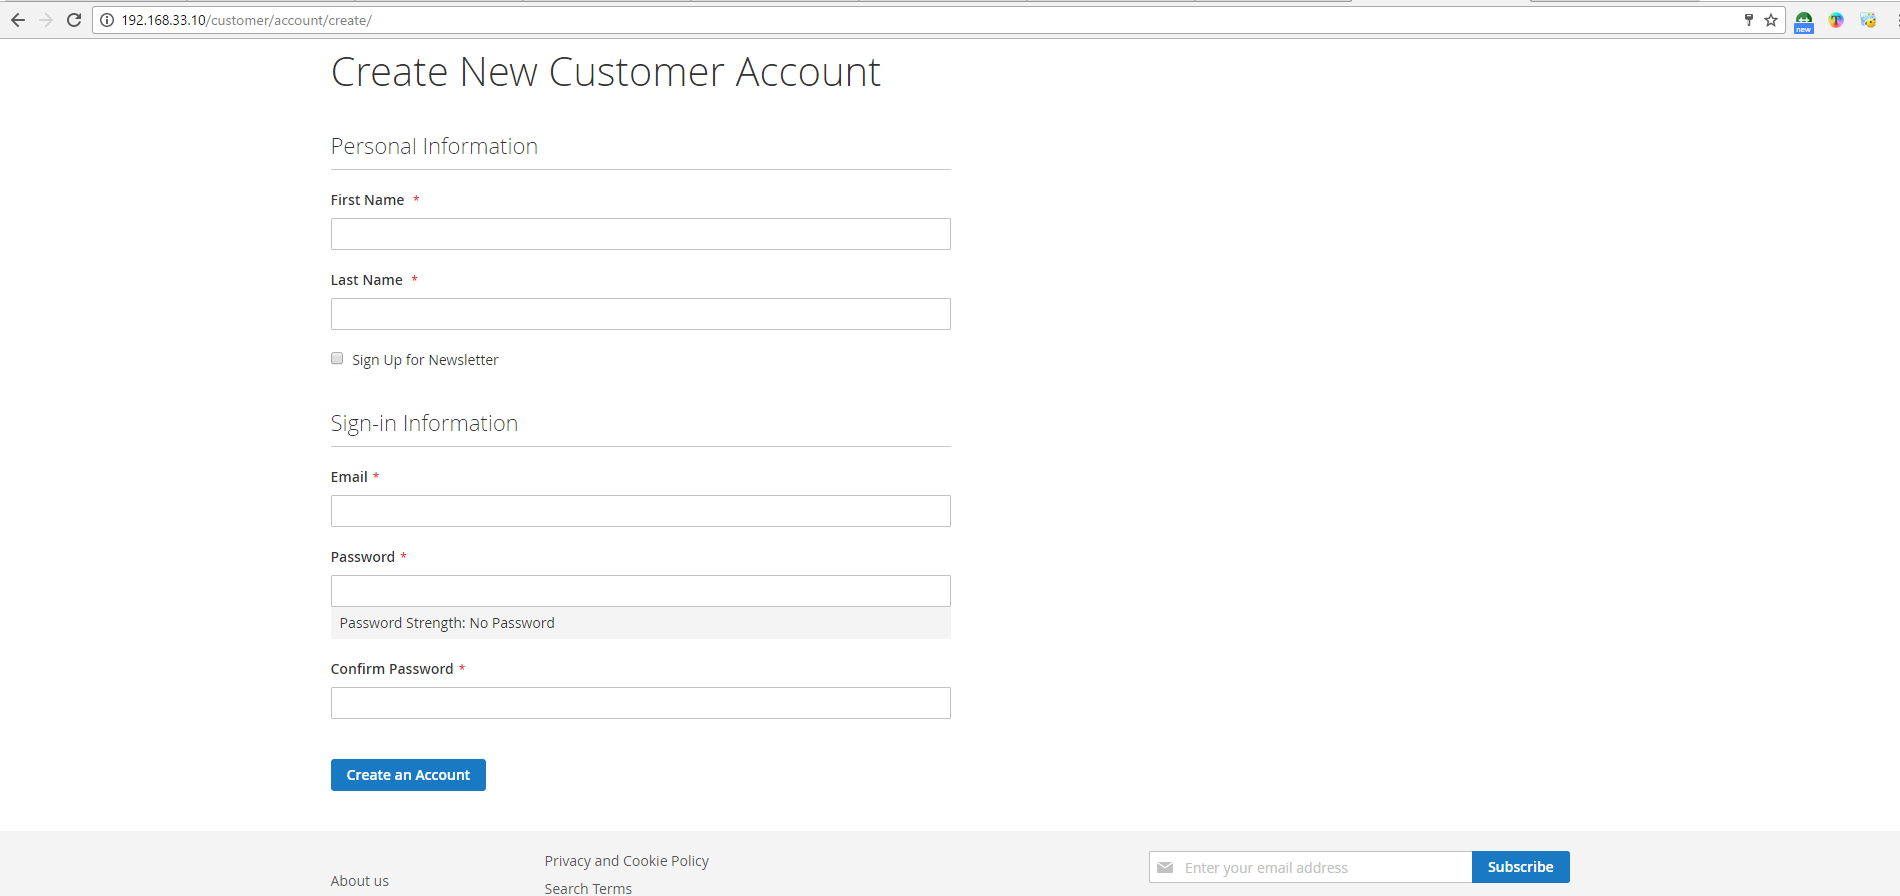 192.168.33.10/customer/account/create/
new
T
Create New Customer Account
Personal Information
First Name *
Last Name *
Sign Up for Newsletter
Sign-in Information
Email *
Password *
Password Strength: No Password
Confirm Password *
Create an Account
About us
Privacy and Cookie Policy
Search Terms
Enter your email address
Subscribe